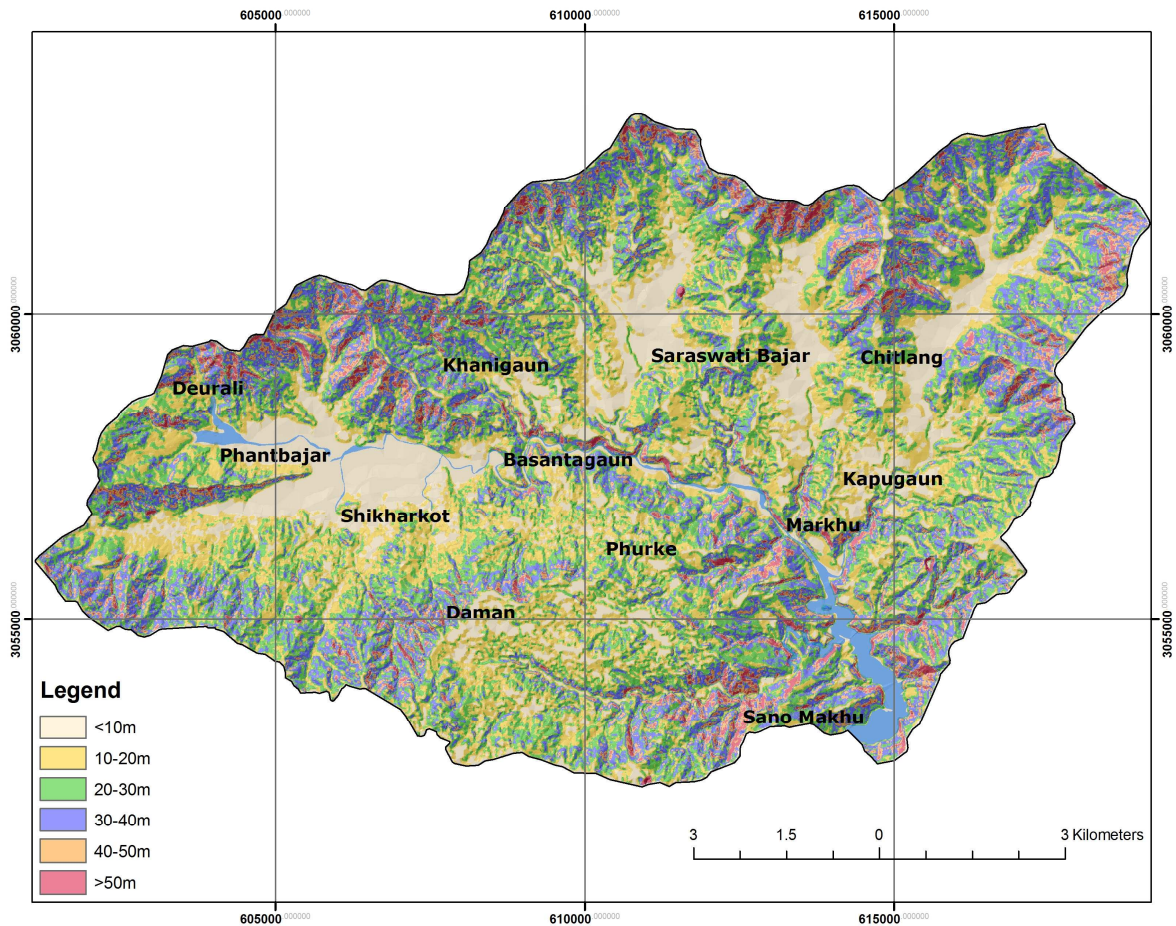 605000.000000 610000.000000 615000.000000
3060000.000000
3060000.000000
Saraswati Bajar
Chitlang
Khanigaun
Deurali
Phantbajar
Basantagaun
Kapugaun
Shikharkot
Markhu
Phurke
Daman
3055000.000000
3055000.000000
Sano Makhu
Legend
<10m
10-20m
20-30m
30-40m
40-50m
>50m
3 1.5 0 3 Kilometers
605000.000000 610000.000000 615000.000000